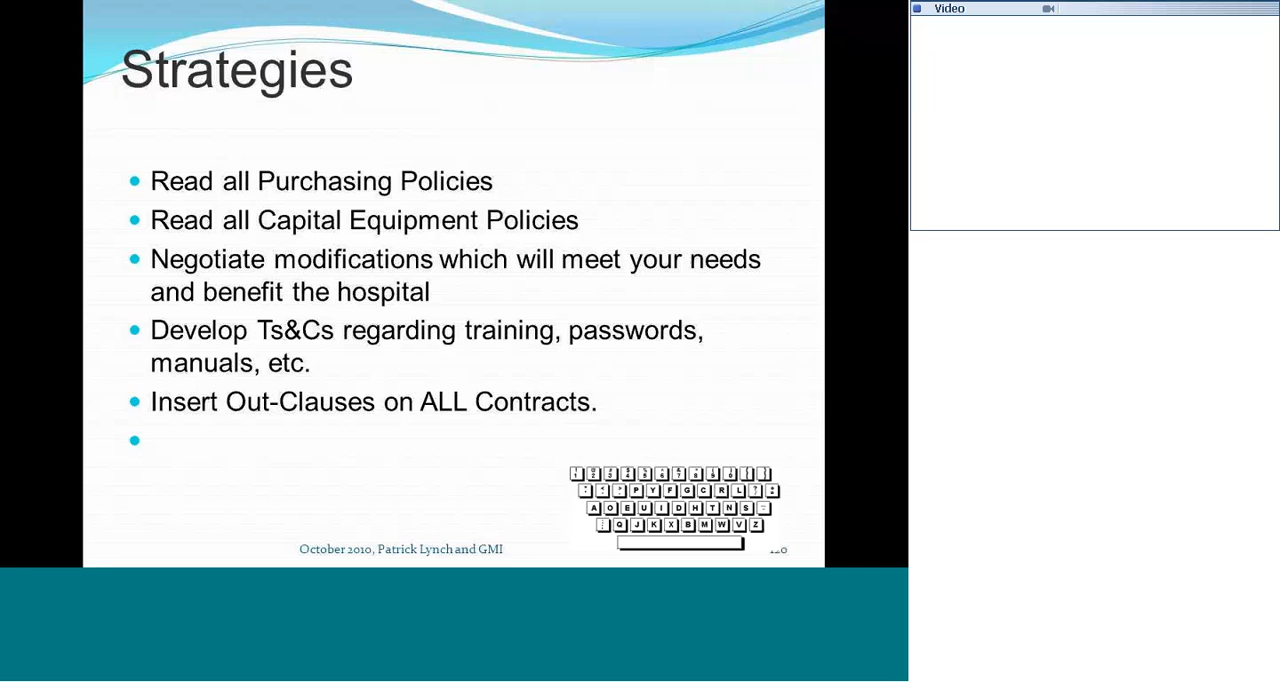 Video
Strategies
Read all Purchasing Policies
Read all Capital Equipment Policies
Negotiate modifications which will meet your needs
and benefit the hospital
Develop Ts&Cs regarding training, passwords,
manuals, etc.
Insert Out-Clauses on ALL Contracts.
P Y F G C R L
A O E U I D H T N S
Q J K X B M W V Z
October 2010, Patrick Lynch and GMI